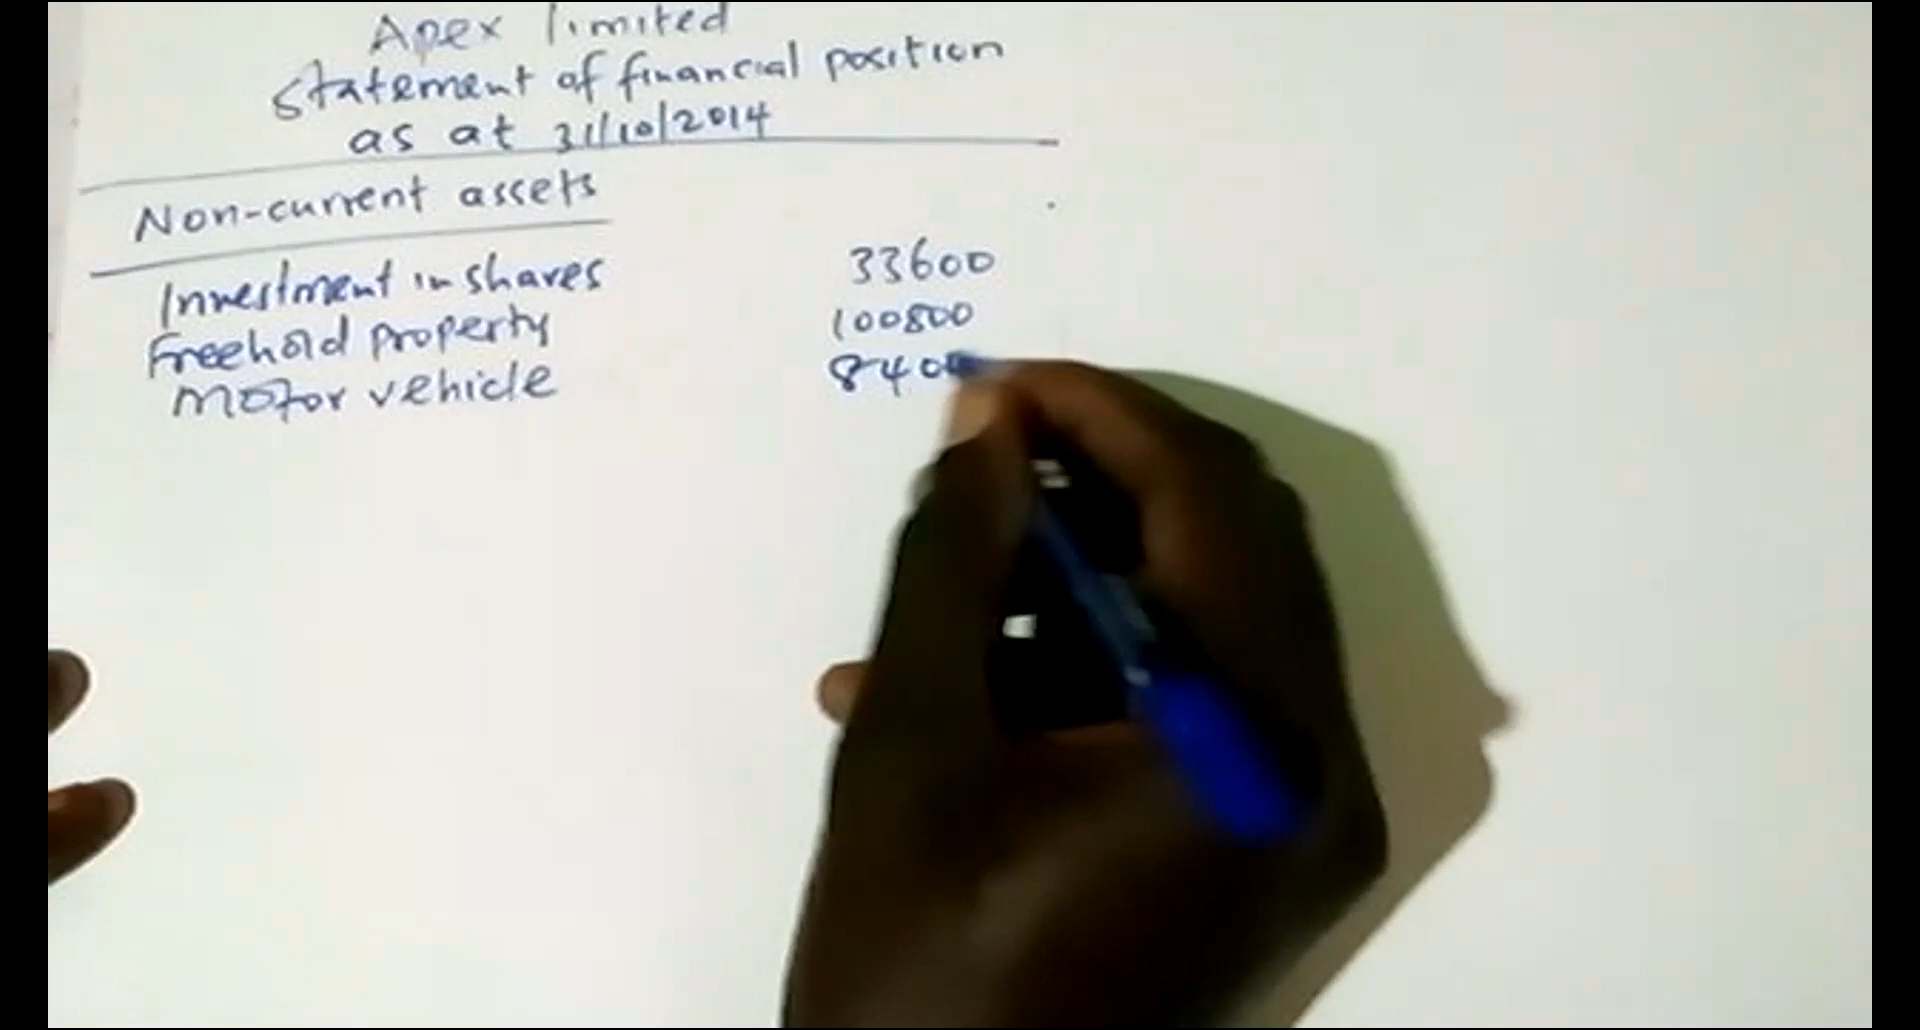 Apex limited
Statement of financial position
as at 31/10/2014
Non-current assets
Investment in shares 33600
Freehold property 100800
Motor vehicle 8400